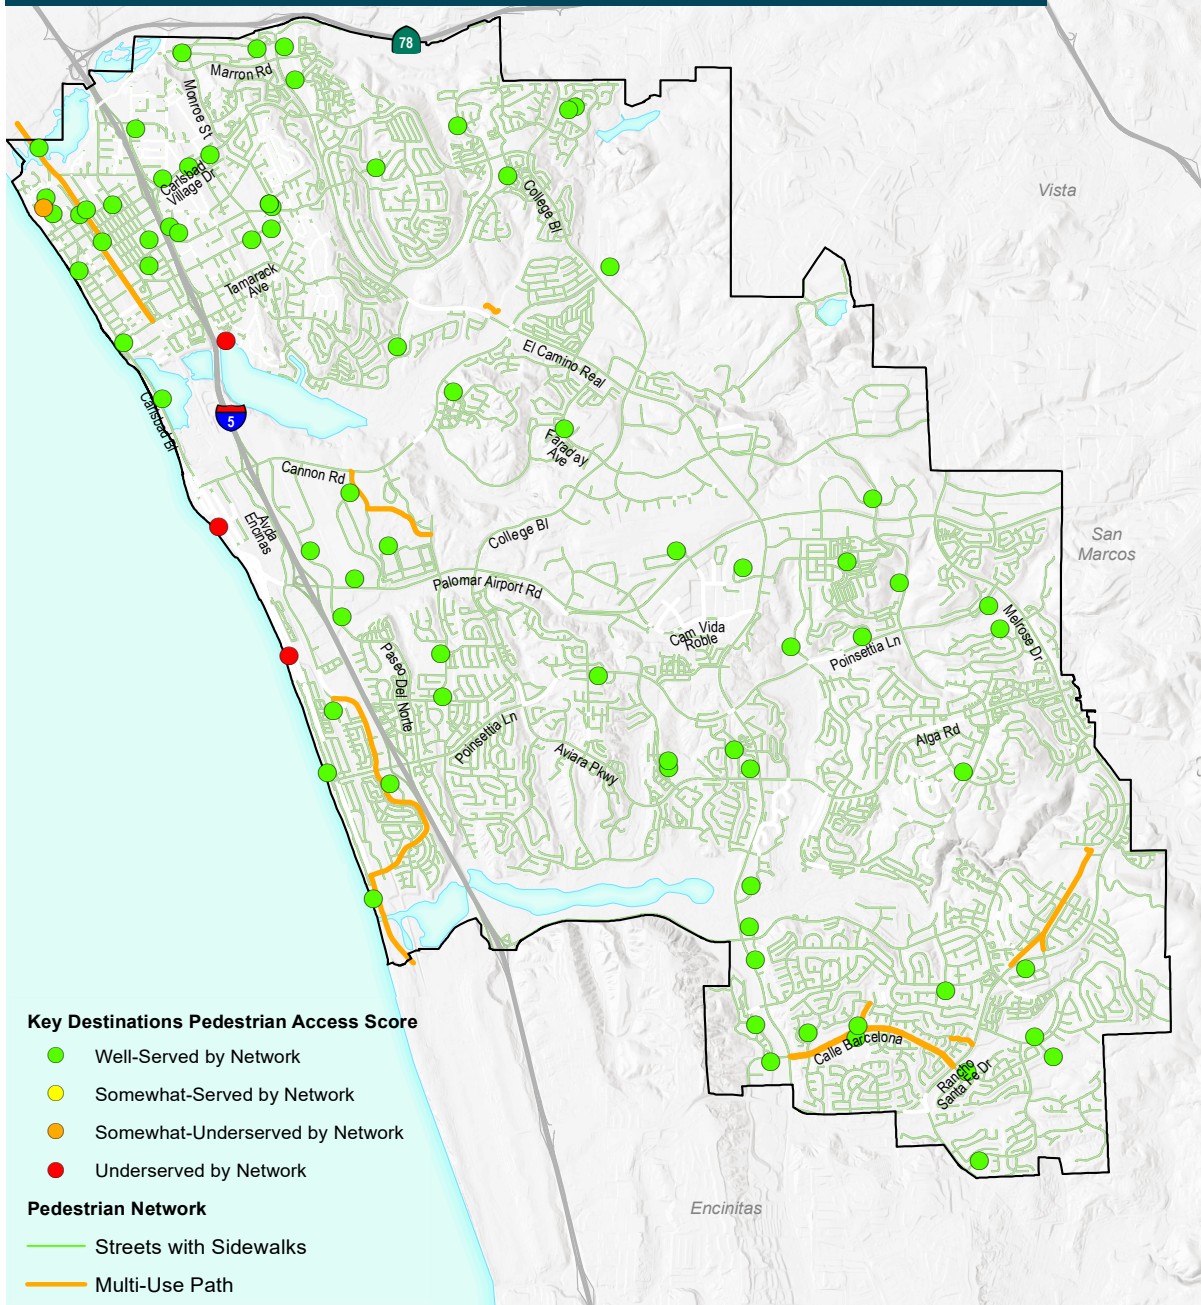 78
Marron Rd
Monroe St
Carlsbad
Village Dr
Vista
College Bl
Tamarack
Ave
El Camino Real
Carlsbad Bl
5
Faraday
Ave
Cannon Rd
Avda
Encinas
College Bl
San
Marcos
Palomar Airport Rd
Cam Vida
Roble
Melrose Dr
Poinsettia Ln
Paseo Del Norte
Poinsettia Ln
Alga Rd
Aviara Pkwy
Key Destinations Pedestrian Access Score
Well-Served by Network
Somewhat-Served by Network
Somewhat-Underserved by Network
Underserved by Network
Pedestrian Network
Streets with Sidewalks
Multi-Use Path
Calle Barcelona
Rancho
Santa Fe Dr
Encinitas